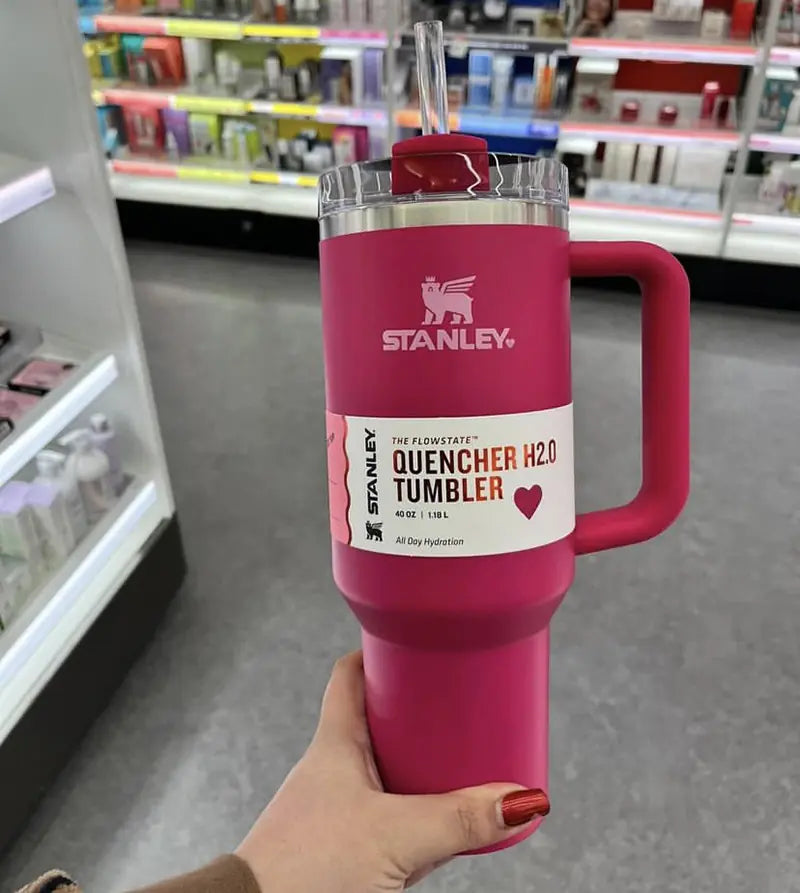 STANLEY
STANLEY
THE FLOWSTATE™
QUENCHER H2.0
TUMBLER
40 OZ | 1.18 L
All Day Hydration